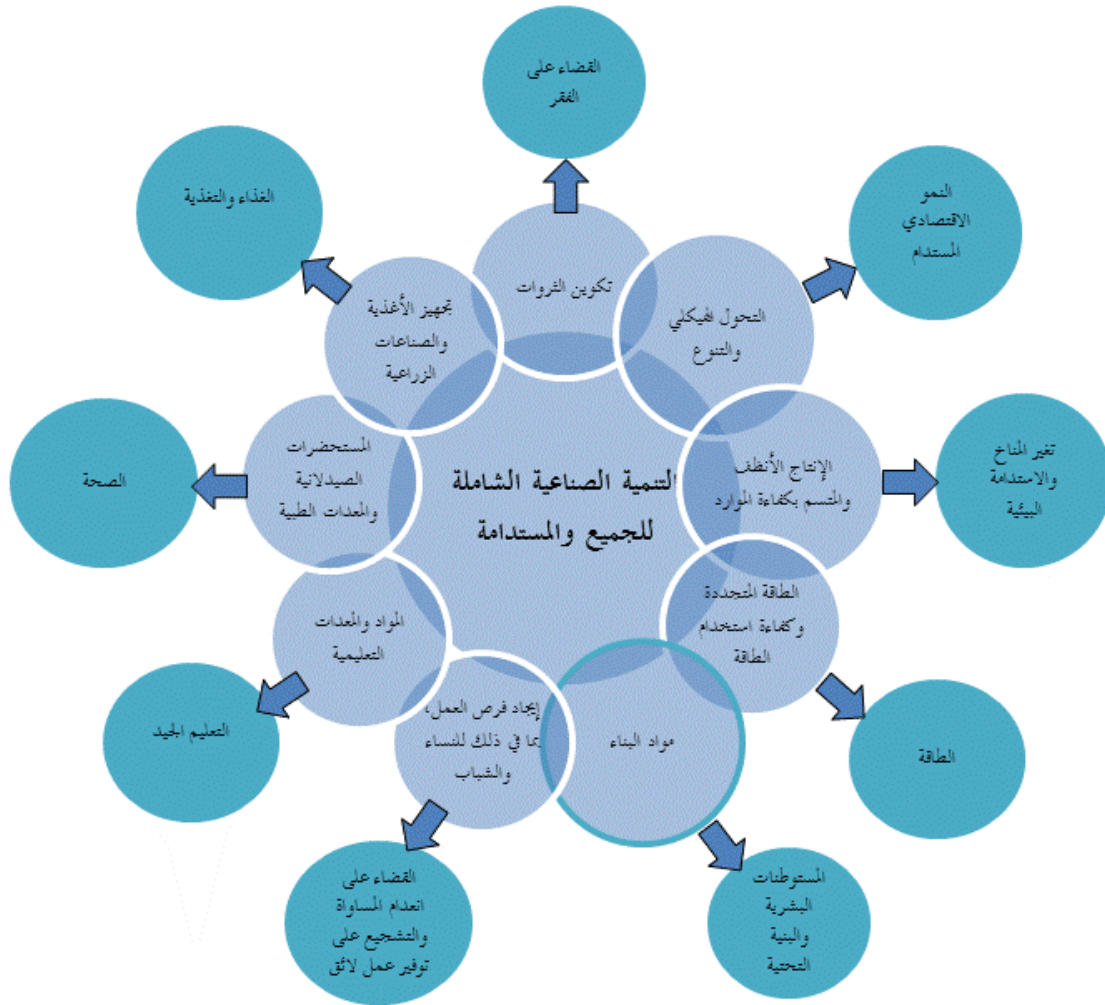 القضاء على
الفقر
النمو
الاقتصادي
المستدام
الغذاء والتغذية
تكوين الثروات
التحول الهيكلي
والتنوع
تجهيز الأغذية
والصناعات
الزراعية
المستحضرات
الصيدلانية
والمعدات الطبية
الصحة
التنمية الصناعية الشاملة
للجميع والمستدامة
الإنتاج الأنظف
والمتسم بكفاءة الموارد
تغير المناخ
والاستدامة
البيئية
الطاقة المتجددة
وكفاءة استخدام
الطاقة
المواد والمعدات
التعليمية
التعليم الجيد
إيجاد فرص العمل،
بما في ذلك للنساء
والشباب
مواد البناء
الطاقة
القضاء على
انعدام المساواة
والتشجيع على
توفير عمل لائق
المستوطنات
البشرية
والبنية
التحتية